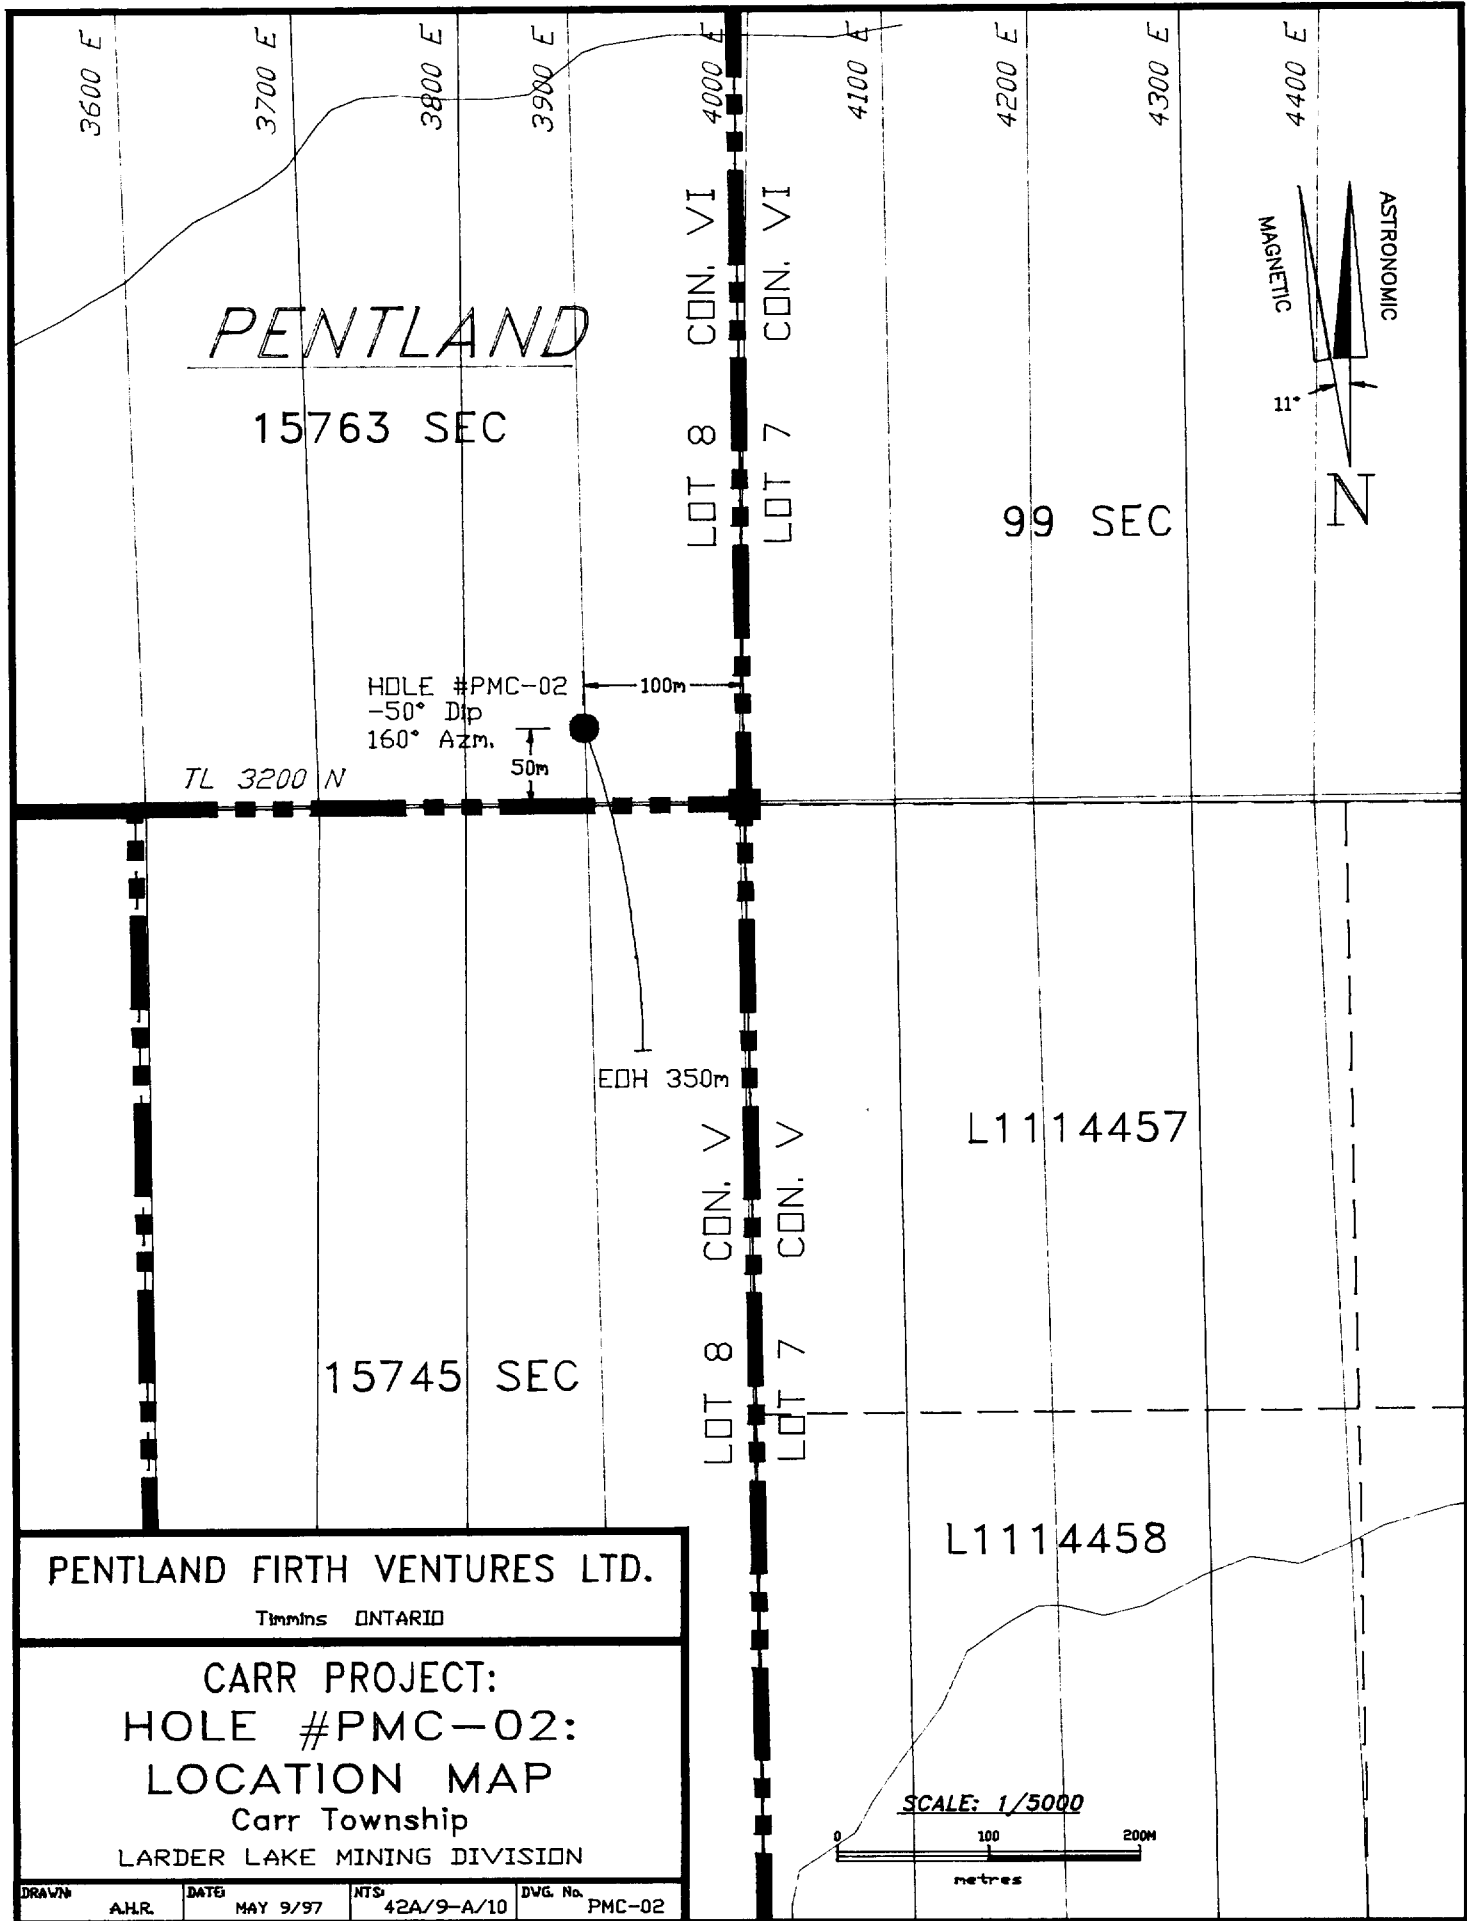 3600 E
3700 E
3800 E
3900 E
4000 E
4100 E
4200 E
4300 E
4400 E
LOT 8 CON. VI
LOT 7 CON. VI
ASTRONOMIC
MAGNETIC
11°
N
PENTLAND
15763 SEC
99 SEC
HOLE #PMC-02
-50° Dip
160° Azm.
100m
50m
TL 3200 N
EOH 350m
L1114457
LOT 8 CON. V
LOT 7 CON. V
15745 SEC
L1114458
PENTLAND FIRTH VENTURES LTD.
Timmins ONTARIO
CARR PROJECT:
HOLE #PMC-02:
LOCATION MAP
Carr Township
LARDER LAKE MINING DIVISION
DRAWN: A.H.R.
DATE: MAY 9/97
NTS: 42A/9-A/10
DWG. No. PMC-02
SCALE: 1/5000
0 100 200M
metres